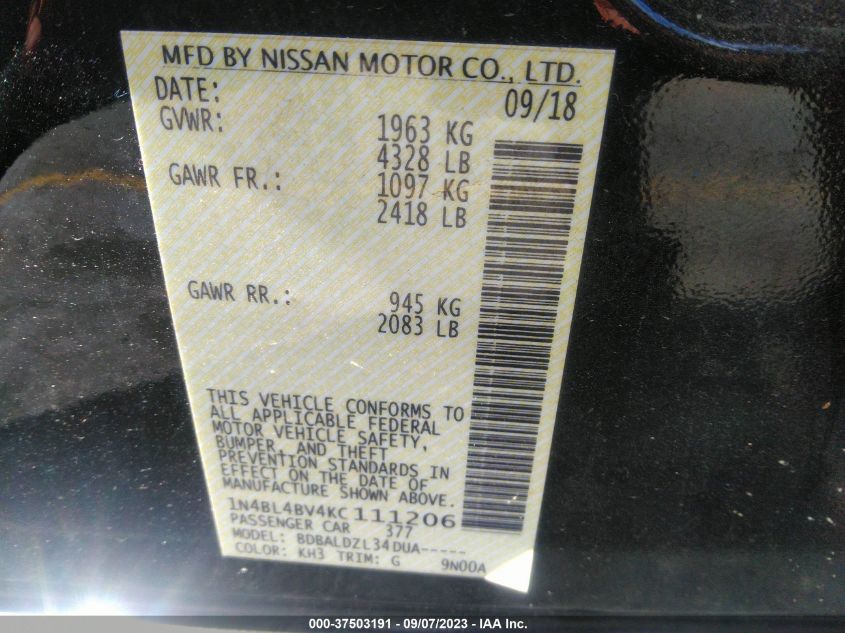 MFD BY NISSAN MOTOR CO., LTD.
DATE: 09/18
GVWR: 1963 KG
4328 LB
GAWR FR.: 1097 KG
2418 LB
GAWR RR.: 945 KG
2083 LB
THIS VEHICLE CONFORMS TO
ALL APPLICABLE FEDERAL
MOTOR VEHICLE SAFETY,
BUMPER, AND THEFT
PREVENTION STANDARDS IN
EFFECT ON THE DATE OF
MANUFACTURE SHOWN ABOVE.
1N4BL4BV4KC111206
PASSENGER CAR 377
MODEL: BDBALDZL34DUA-----
COLOR: KH3 TRIM: G 9N00A
000-37503191 - 09/07/2023 - IAA Inc.